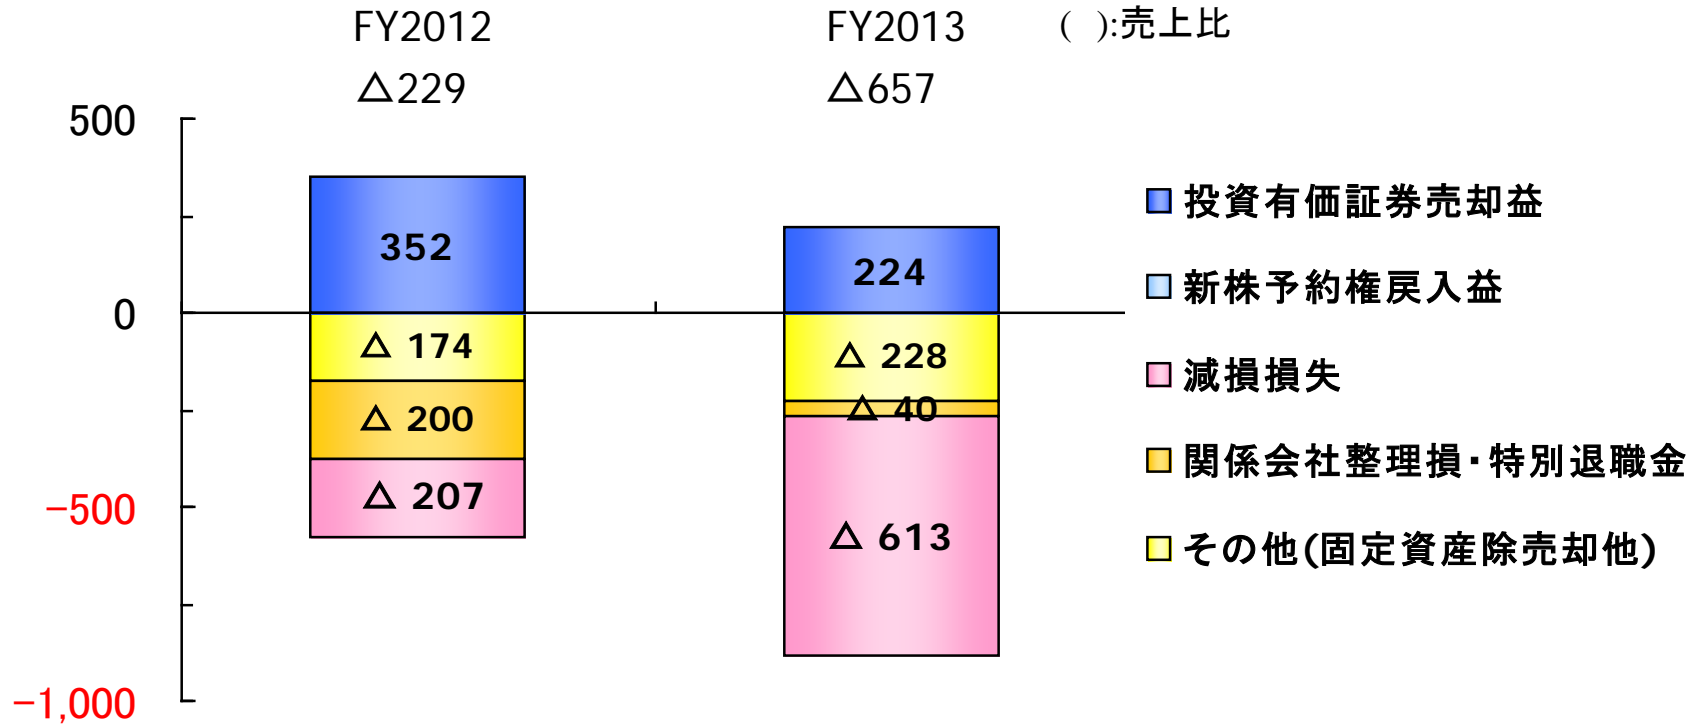 FY2012 FY2013 ( ):売上比
△229 △657
500
0
-500
-1,000
352
△ 174
△ 200
△ 207
224
△ 228
△ 40
△ 613
投資有価証券売却益
新株予約権戻入益
減損損失
関係会社整理損・特別退職金
その他(固定資産除売却他)